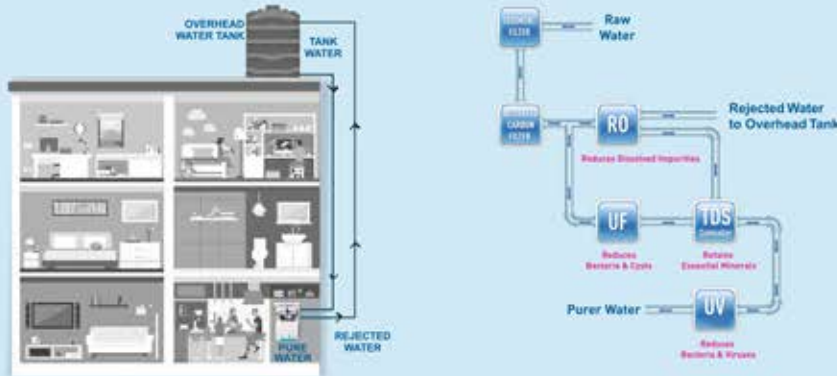 OVERHEAD
WATER TANK
TANK
WATER
PURE
WATER
REJECTED
WATER
FILTER
Raw
Water
CARBON
FILTER
RO
Reduces Dissolved Impurities
Rejected Water
to Overhead Tank
UF
Reduces
Bacteria & Cysts
TDS
Retains
Essential Minerals
Purer Water
UV
Reduces
Bacteria & Viruses